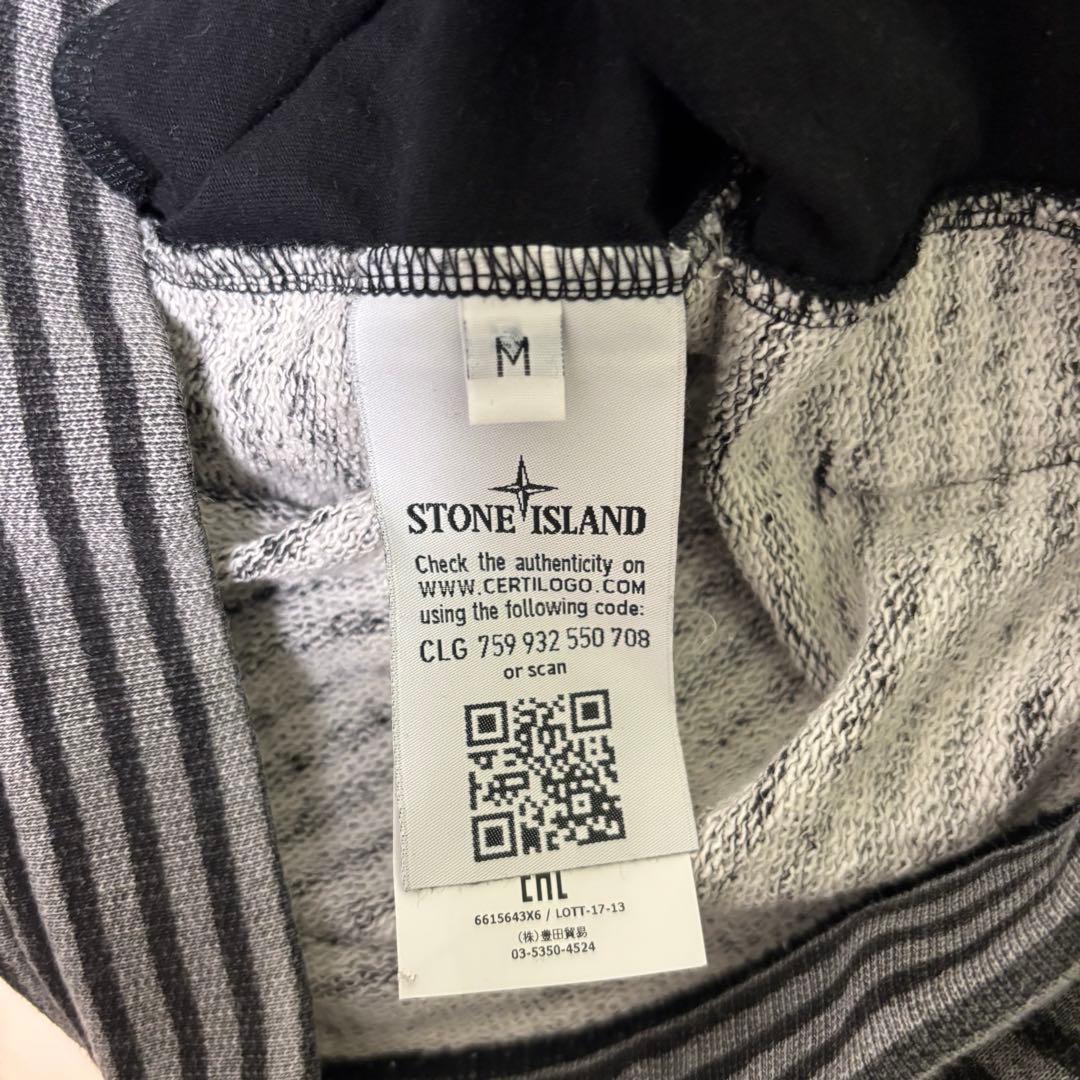 M
STONE ISLAND
Check the authenticity on
WWW.CERTILOGO.COM
using the following code:
CLG 759 932 550 708
or scan
EAC
6615643X6 / LOTT-17-13
(株)豊田貿易
03-5350-4524